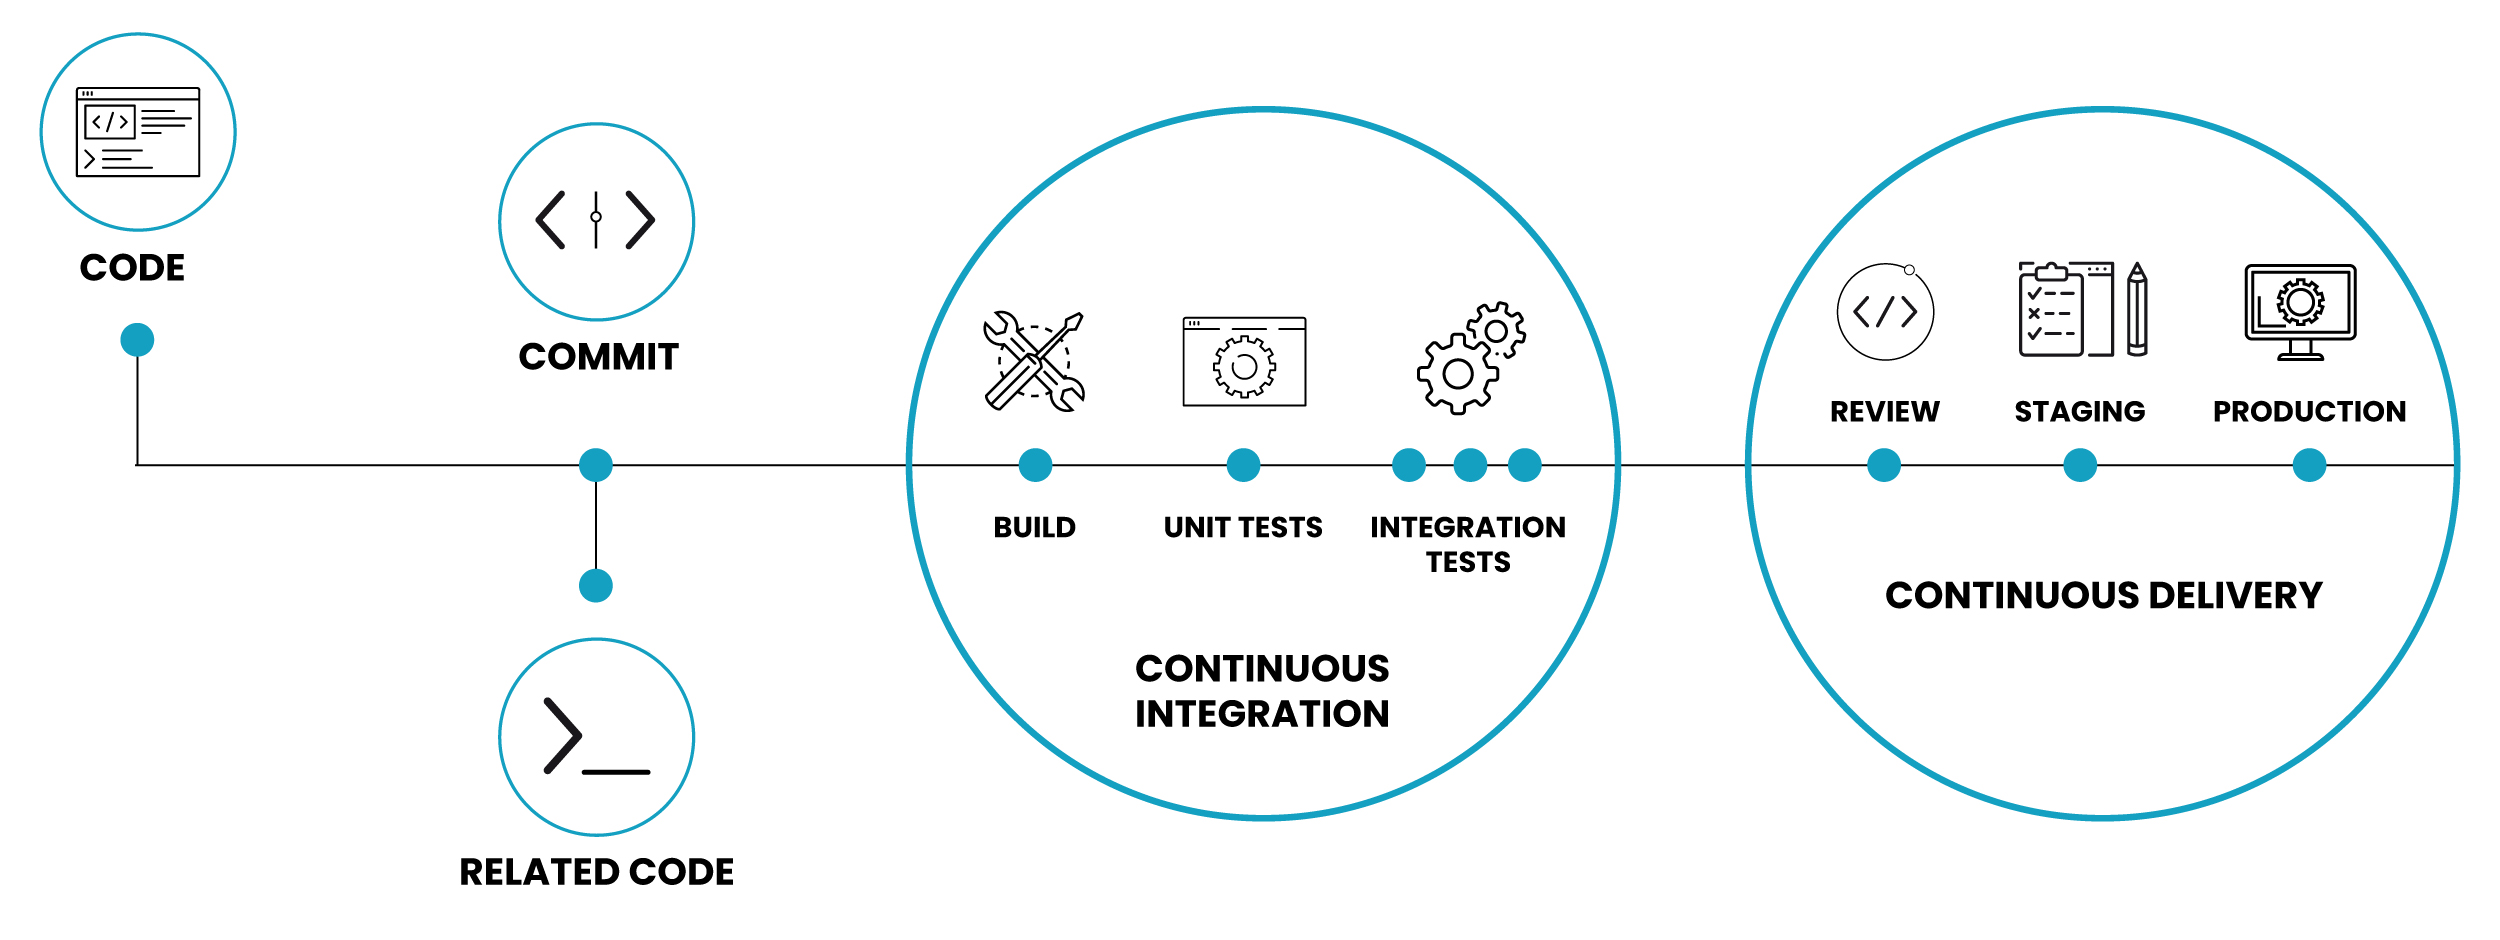 CODE
COMMIT
RELATED CODE
BUILD
UNIT TESTS
INTEGRATION
TESTS
CONTINUOUS
INTEGRATION
REVIEW
STAGING
PRODUCTION
CONTINUOUS DELIVERY